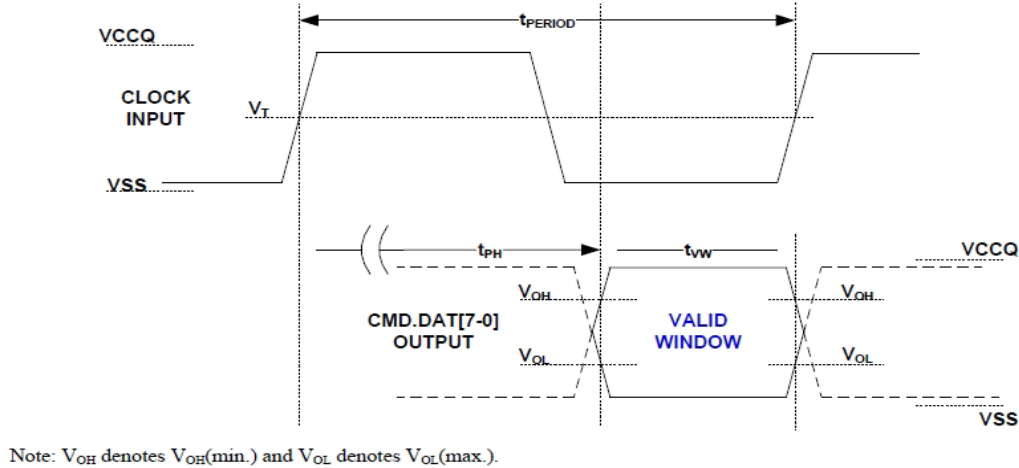 tPERIOD
VCCQ
CLOCK
INPUT
VT
VSS
tPH
tVW
VCCQ
VOH
VOH
CMD.DAT[7-0]
OUTPUT
VALID
WINDOW
VOL
VOL
VSS
Note: VOH denotes VOH(min.) and VOL denotes VOL(max.).